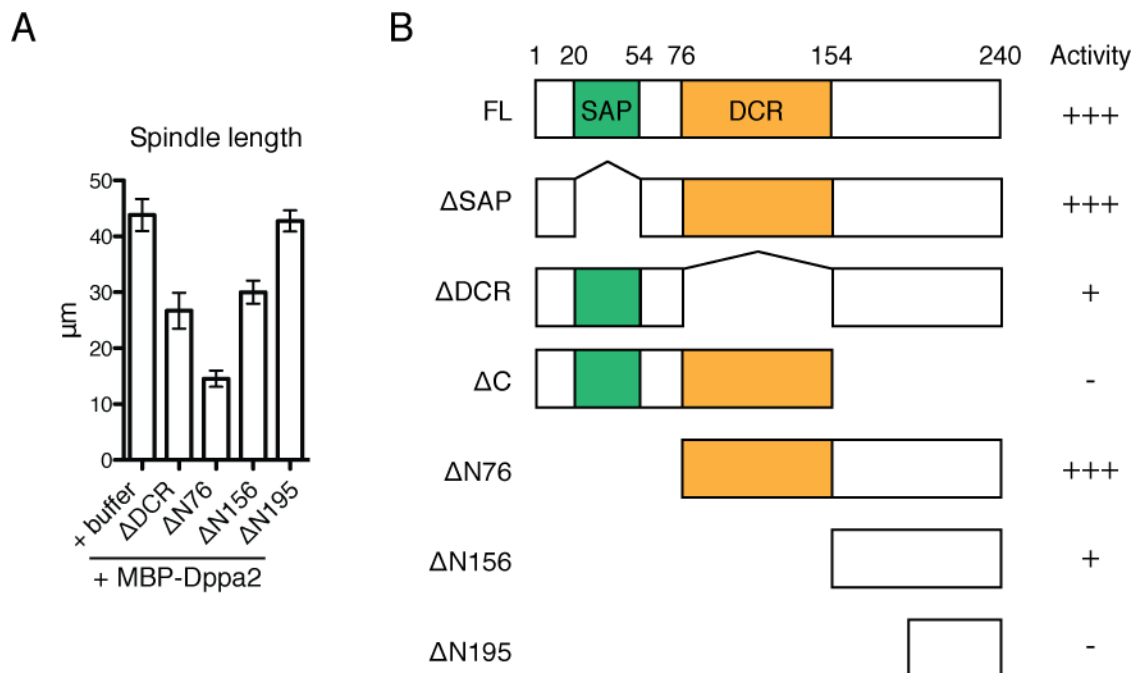 A
Spindle length
μm
50
40
30
20
10
0
+ buffer
ΔDCR
ΔN76
ΔN156
ΔN195
+ MBP-Dppa2
B
1 20 54 76 154 240 Activity
FL SAP DCR +++
ΔSAP +++
ΔDCR +
ΔC -
ΔN76 +++
ΔN156 +
ΔN195 -